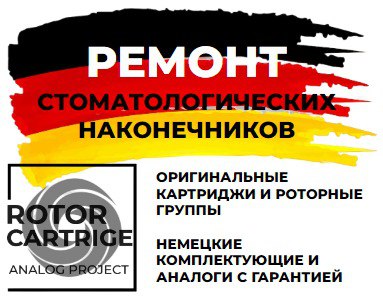 РЕМОНТ
СТОМАТОЛОГИЧЕСКИХ
НАКОНЕЧНИКОВ
ОРИГИНАЛЬНЫЕ
КАРТРИДЖИ И РОТОРНЫЕ
ГРУППЫ
НЕМЕЦКИЕ
КОМПЛЕКТУЮЩИЕ И
АНАЛОГИ С ГАРАНТИЕЙ
ROTOR
CARTRIGE
ANALOG PROJECT